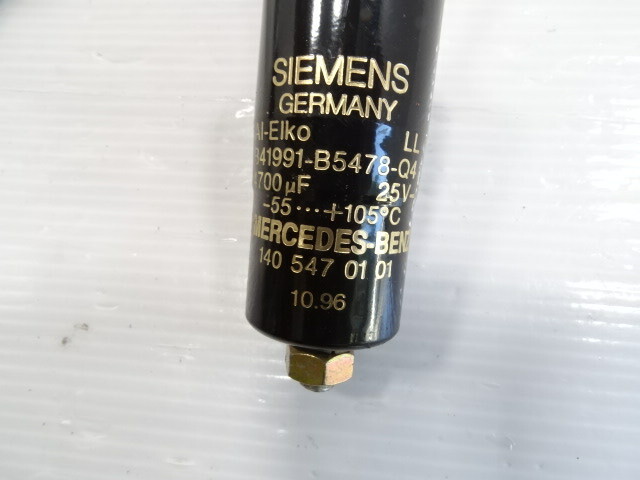 SIEMENS
GERMANY
Al-Elko LL
B41991-B5478-Q4
4700 µF 25V-
-55...+105°C
MERCEDES-BENZ
140 547 01 01
10.96